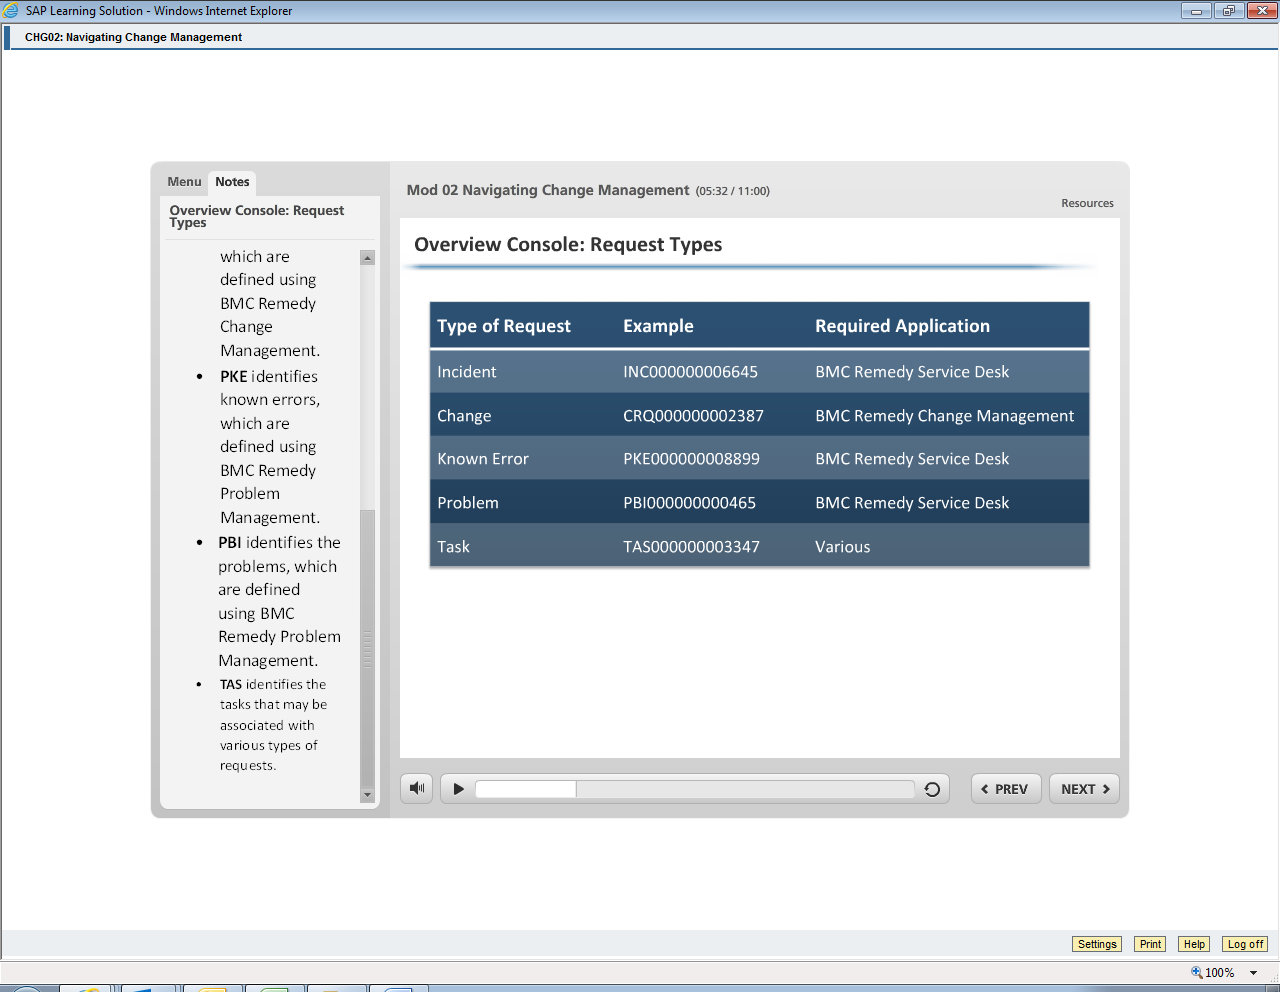 SAP Learning Solution - Windows Internet Explorer
CHG02: Navigating Change Management
Menu Notes
Overview Console: Request
Types
which are
defined using
BMC Remedy
Change
Management.
• PKE identifies
known errors,
which are
defined using
BMC Remedy
Problem
Management.
• PBI identifies the
problems, which
are defined
using BMC
Remedy Problem
Management.
• TAS identifies the
tasks that may be
associated with
various types of
requests.
Mod 02 Navigating Change Management (05:32 / 11:00)
Resources
Overview Console: Request Types
Type of Request Example Required Application
Incident INC000000006645 BMC Remedy Service Desk
Change CRQ000000002387 BMC Remedy Change Management
Known Error PKE000000008899 BMC Remedy Service Desk
Problem PBI000000000465 BMC Remedy Service Desk
Task TAS000000003347 Various
PREV NEXT
Settings Print Help Log off
100%